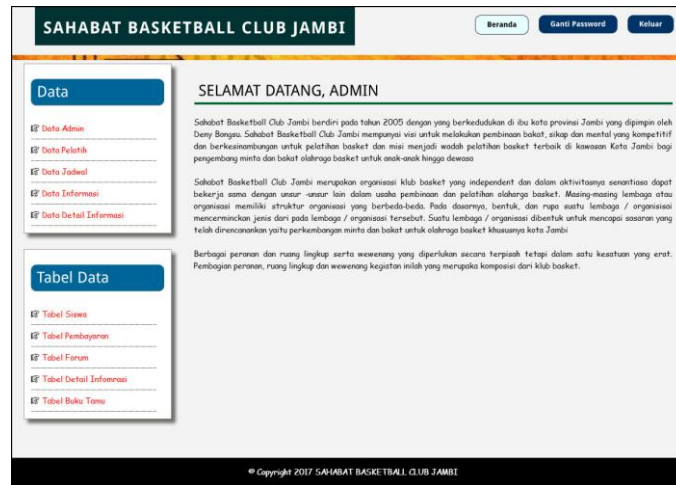 SAHABAT BASKETBALL CLUB JAMBI
Beranda
Ganti Password
Keluar
Data
Data Admin
Data Pelatih
Data Jadwal
Data Informasi
Data Detail Informasi
Tabel Data
Tabel Siswa
Tabel Pembayaran
Tabel Forum
Tabel Detail Infomrasi
Tabel Buku Tamu
SELAMAT DATANG, ADMIN
Sahabat Basketball Club Jambi berdiri pada tahun 2005 dengan yang berkedudukan di ibu kota provinsi Jambi yang dipimpin oleh
Deny Bangau. Sahabat Basketball Club Jambi mempunyai visi untuk melakukan pembinaan bakat, sikap dan mental yang kompetitif
dan berkesinambungan untuk pelatihan basket dan misi menjadi wadah pelatihan basket terbaik di kawasan Kota Jambi bagi
pengembang minta dan bakat olahraga basket untuk anak-anak hingga dewasa
Sahabat Basketball Club Jambi merupakan organisasi klub basket yang independent dan dalam aktivitasnya senantiasa dapat
bekerja sama dengan unsur -unsur lain dalam usaha pembinaan dan pelatihan olaharga basket. Masing-masing lembaga atau
organisasi memiliki struktur organisasi yang berbeda-beda. Pada dasarnya, bentuk, dan rupa suatu lembaga / organisisai
mencerminckan jenis dari pada lembaga / organisasi tersebut. Suatu lembaga / organisasi dibentuk untuk mencapai sasaran yang
telah direncanankan yaitu perkembangan minta dan bakat untuk olahraga basket khususnya kota Jambi
Berbagai peranan dan ruang lingkup serta wewenang yang diperlukan secara terpisah tetapi dalam satu kesatuan yang erat.
Pembagian peranan, ruang lingkup dan wewenang kegiatan inilah yang merupaka komposisi dari klub basket.
© Copyright 2017 SAHABAT BASKETBALL CLUB JAMBI